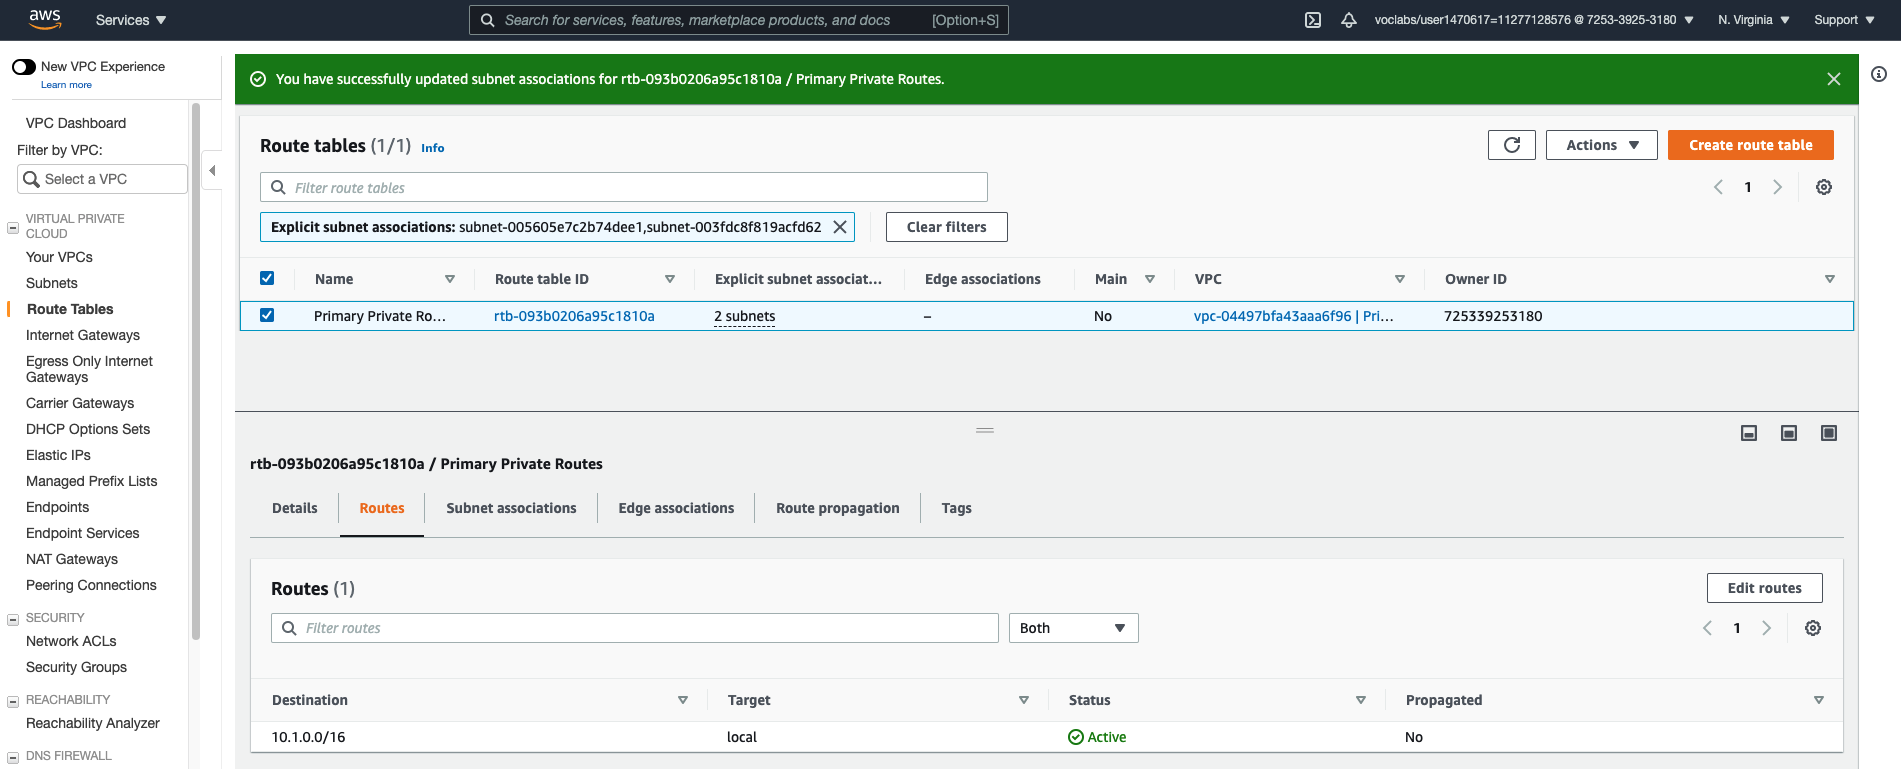 aws
Services
Search for services, features, marketplace products, and docs [Option+S]
voclabs/user1470617=11277128576 @ 7253-3925-3180
N. Virginia
Support
New VPC Experience
Learn more
VPC Dashboard
Filter by VPC:
Select a VPC
VIRTUAL PRIVATE
CLOUD
Your VPCs
Subnets
Route Tables
Internet Gateways
Egress Only Internet
Gateways
Carrier Gateways
DHCP Options Sets
Elastic IPs
Managed Prefix Lists
Endpoints
Endpoint Services
NAT Gateways
Peering Connections
SECURITY
Network ACLs
Security Groups
REACHABILITY
Reachability Analyzer
DNS FIREWALL
You have successfully updated subnet associations for rtb-093b0206a95c1810a / Primary Private Routes.
Route tables (1/1) Info
Actions
Create route table
Filter route tables
1
Explicit subnet associations: subnet-005605e7c2b74dee1,subnet-003fdc8f819acfd62
Clear filters
Name Route table ID Explicit subnet associat... Edge associations Main VPC Owner ID
Primary Private Ro... rtb-093b0206a95c1810a 2 subnets – No vpc-04497bfa43aaa6f96 | Pri... 725339253180
rtb-093b0206a95c1810a / Primary Private Routes
Details Routes Subnet associations Edge associations Route propagation Tags
Routes (1)
Edit routes
Filter routes
Both
1
Destination Target Status Propagated
10.1.0.0/16 local Active No